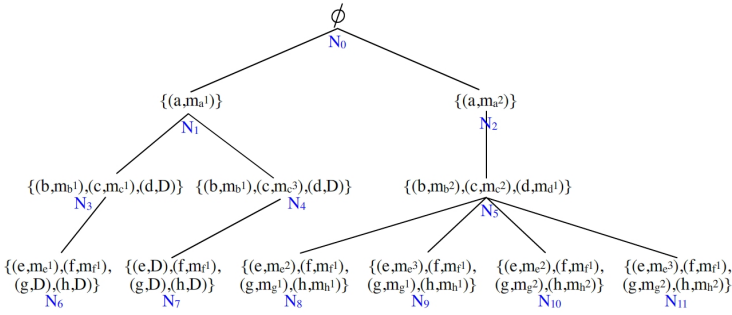 ∅
N0
{(a,ma1)} {(a,ma2)}
N1 N2
{(b,mb1),(c,mc1),(d,D)} {(b,mb1),(c,mc3),(d,D)} {(b,mb2),(c,mc2),(d,md1)}
N3 N4 N5
{(e,me1),(f,mf1), {(e,D),(f,mf1), {(e,me2),(f,mf1), {(e,me3),(f,mf1), {(e,me2),(f,mf1), {(e,me3),(f,mf1),
(g,D),(h,D)} (g,D),(h,D)} (g,mg1),(h,mh1)} (g,mg1),(h,mh1)} (g,mg2),(h,mh2)} (g,mg2),(h,mh2)}
N6 N7 N8 N9 N10 N11